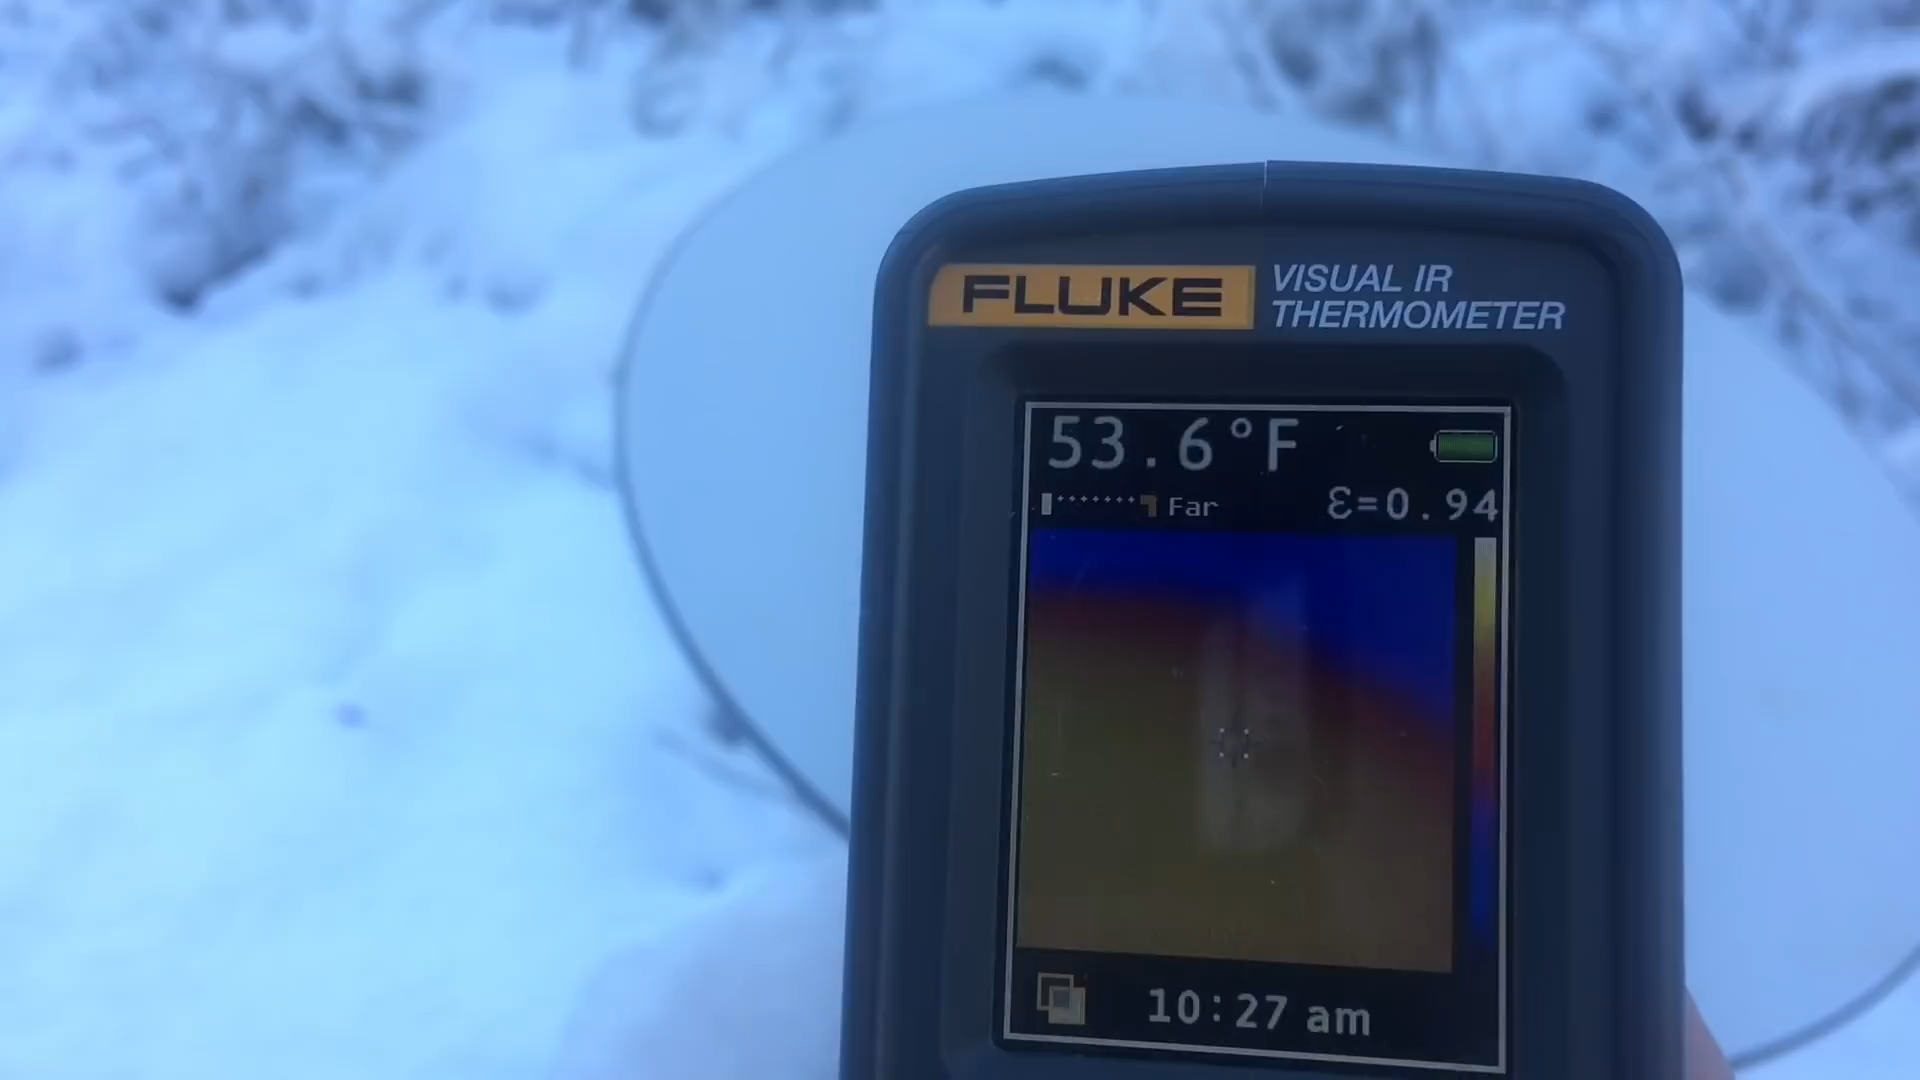 FLUKE VISUAL IR
THERMOMETER
53.6°F
Far ε=0.94
10:27 am